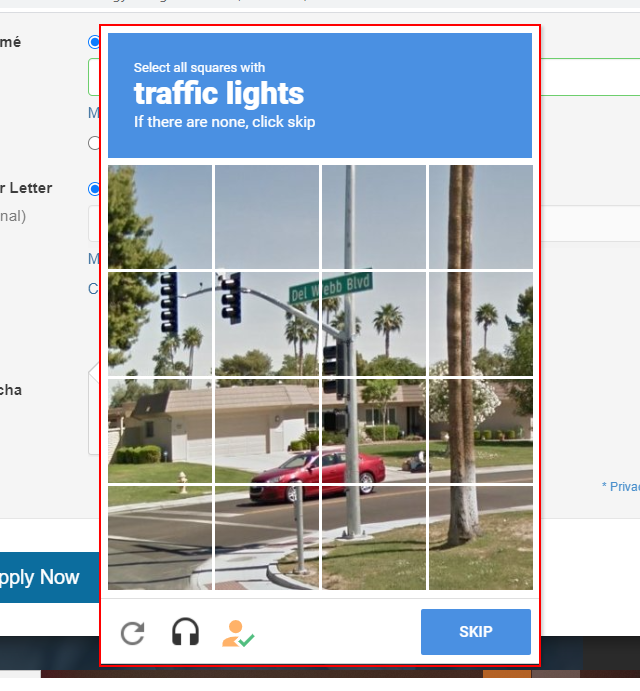 mé
Select all squares with
traffic lights
If there are none, click skip
M
r Letter
nal)
M
C
Del Webb Blvd
cha
* Priva
pply Now
SKIP